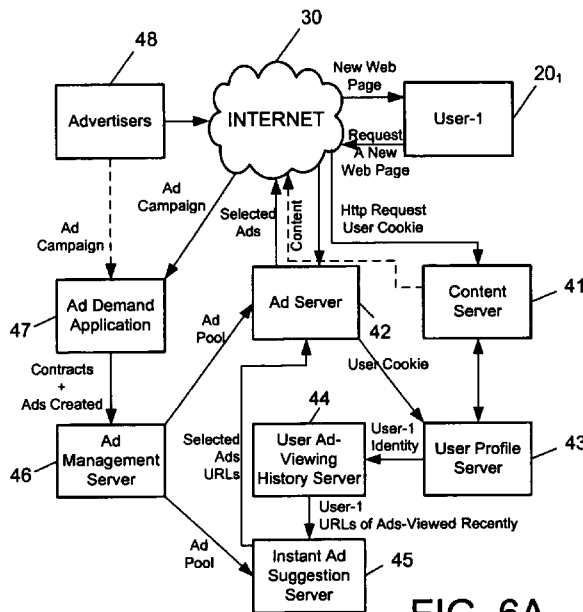 30
48
New Web
Page
20₁
Advertisers
INTERNET
User-1
Request
A New
Web Page
Ad
Campaign
Selected
Ads
Content
Http Request
User Cookie
Ad
Campaign
Ad Demand
Application
47
Ad Server
42
Content
Server
41
Ad
Pool
User Cookie
Contracts
+
Ads Created
44
Selected
Ads
URLs
User-1
Identity
Ad
Management
Server
46
User Ad-
Viewing
History Server
User Profile
Server
43
User-1
URLs of Ads-Viewed Recently
Ad
Pool
Instant Ad
Suggestion
Server
45
FIG. 6A